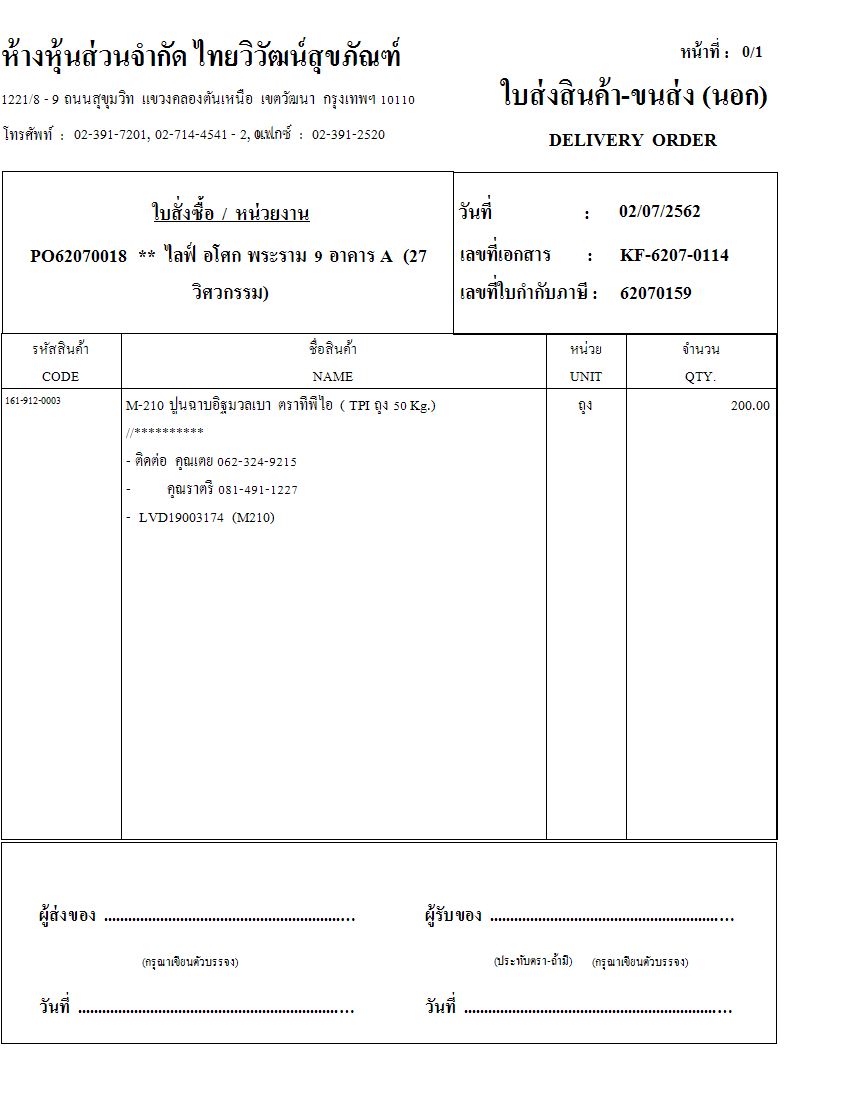 ห้างหุ้นส่วนจำกัด ไทยวิวัฒน์สุขภัณฑ์
หน้าที่ : 0/1
1221/8 - 9 ถนนสุขุมวิท แขวงคลองตันเหนือ เขตวัฒนา กรุงเทพฯ 10110
ใบส่งสินค้า-ขนส่ง (นอก)
โทรศัพท์ : 02-391-7201, 02-714-4541 - 2, แฟกซ์ : 02-391-2520
DELIVERY ORDER
ใบสั่งซื้อ / หน่วยงาน
PO62070018 ** ไลฟ์ อโศก พระราม 9 อาคาร A (27
วิศวกรรม)
วันที่ : 02/07/2562
เลขที่เอกสาร : KF-6207-0114
เลขที่ใบกำกับภาษี : 62070159
รหัสสินค้า ชื่อสินค้า หน่วย จำนวน
CODE NAME UNIT QTY.
161-912-0003 M-210 ปูนฉาบอิฐมวลเบา ตราทีพีไอ ( TPI ถุง 50 Kg.) ถุง 200.00
//**********
- ติดต่อ คุณเตย 062-324-9215
- คุณราตรี 081-491-1227
- LVD19003174 (M210)
ผู้ส่งของ ............................................................... ผู้รับของ ...............................................................
(กรุณาเขียนตัวบรรจง) (ประทับตรา-ถ้ามี) (กรุณาเขียนตัวบรรจง)
วันที่ ..................................................................... วันที่ .....................................................................